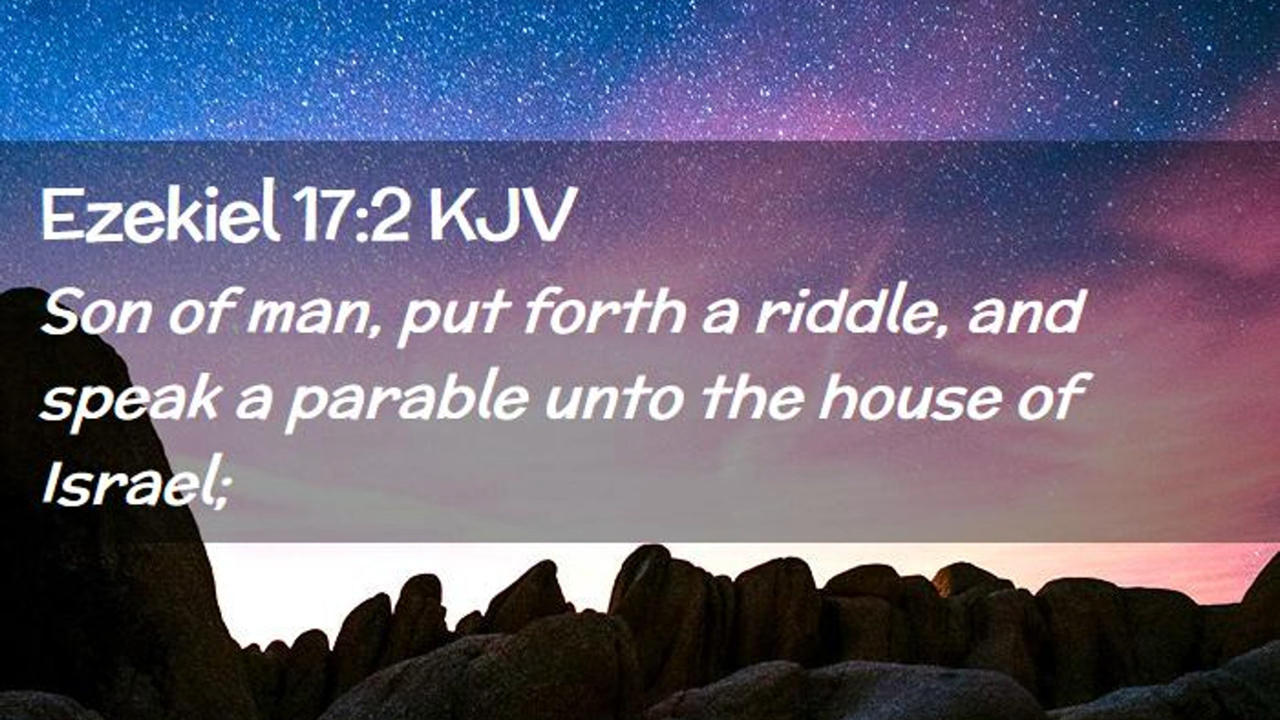 Ezekiel 17:2 KJV
Son of man, put forth a riddle, and
speak a parable unto the house of
Israel;